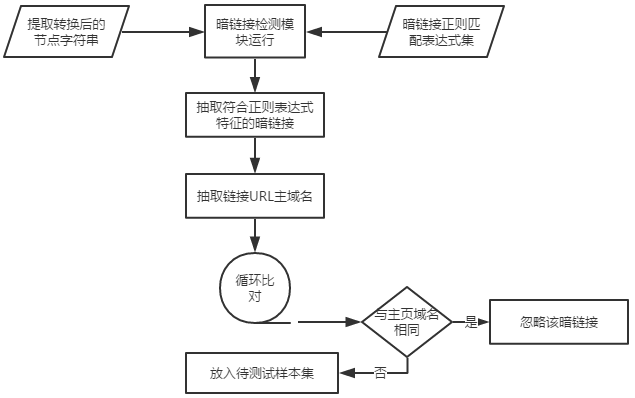 提取转换后的
节点字符串
暗链接检测模
块运行
暗链接正则匹
配表达式集
抽取符合正则表达式
特征的暗链接
抽取链接URL主域名
循环比
对
与主页域名
相同
是
忽略该暗链接
否
放入待测试样本集